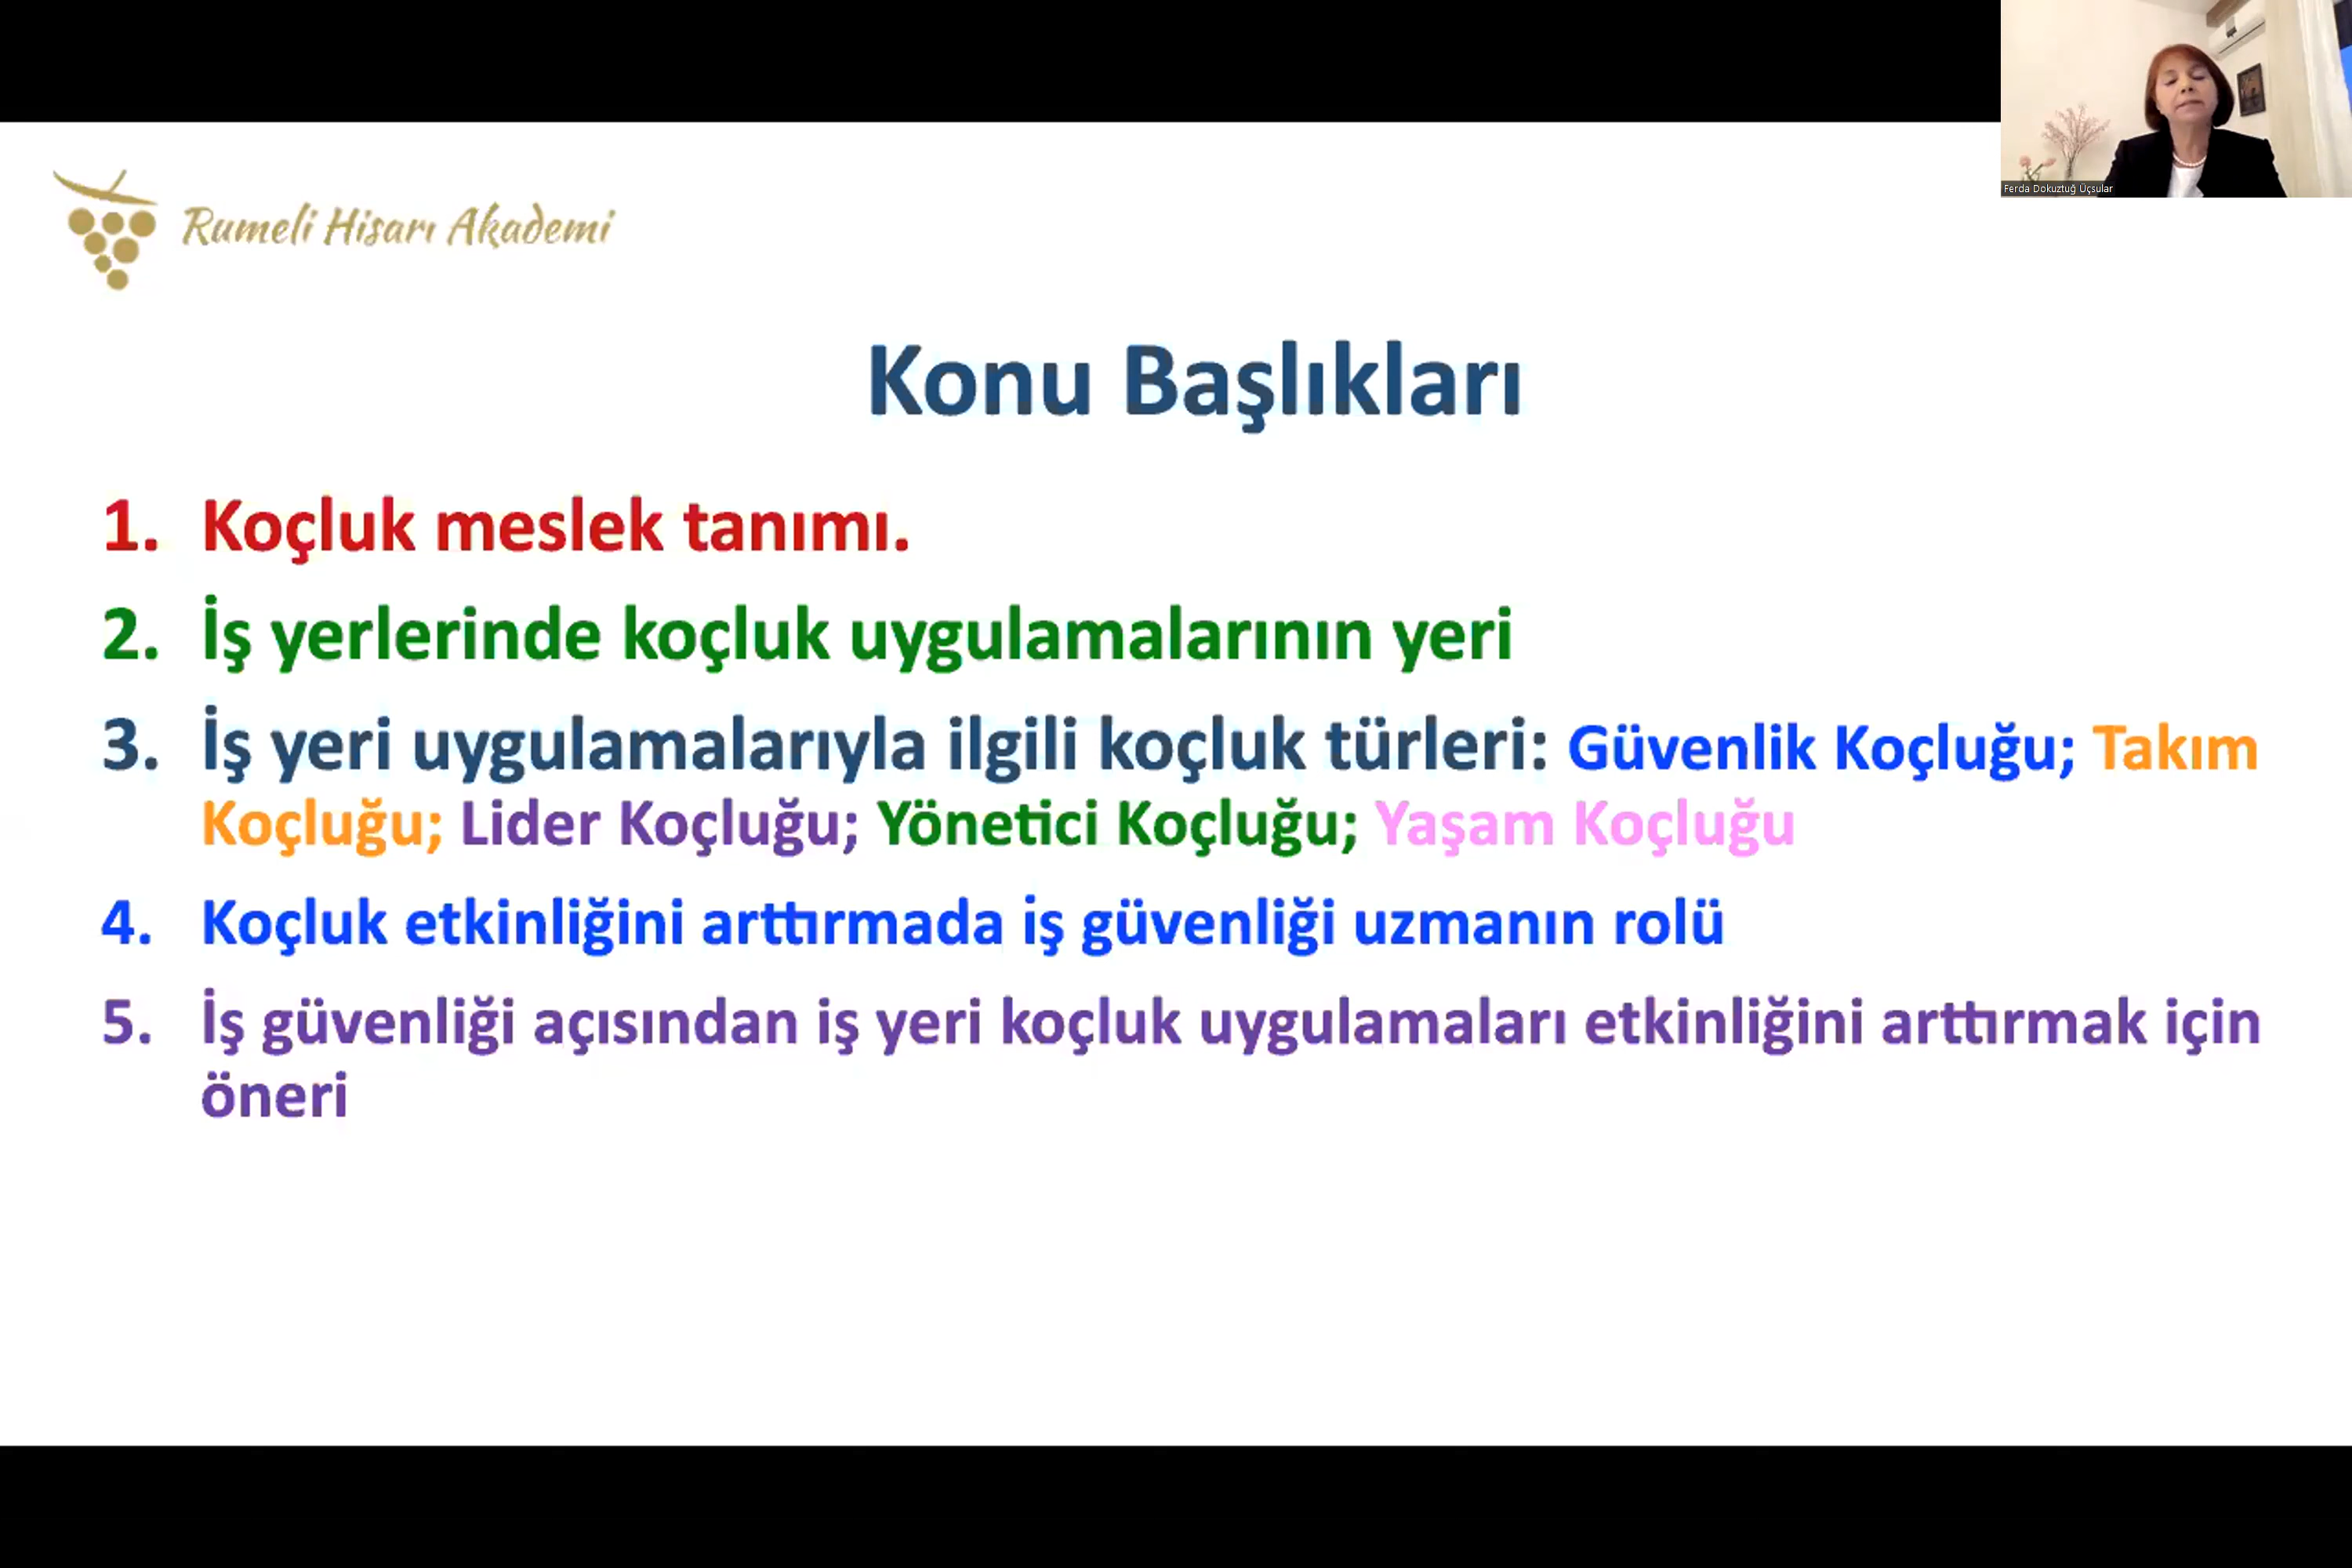 Ferda Dokuztuğ Üçsular
Rumeli Hisarı Akademi
Konu Başlıkları
1. Koçluk meslek tanımı.
2. İş yerlerinde koçluk uygulamalarının yeri
3. İş yeri uygulamalarıyla ilgili koçluk türleri: Güvenlik Koçluğu; Takım
Koçluğu; Lider Koçluğu; Yönetici Koçluğu; Yaşam Koçluğu
4. Koçluk etkinliğini arttırmada iş güvenliği uzmanın rolü
5. İş güvenliği açısından iş yeri koçluk uygulamaları etkinliğini arttırmak için
öneri